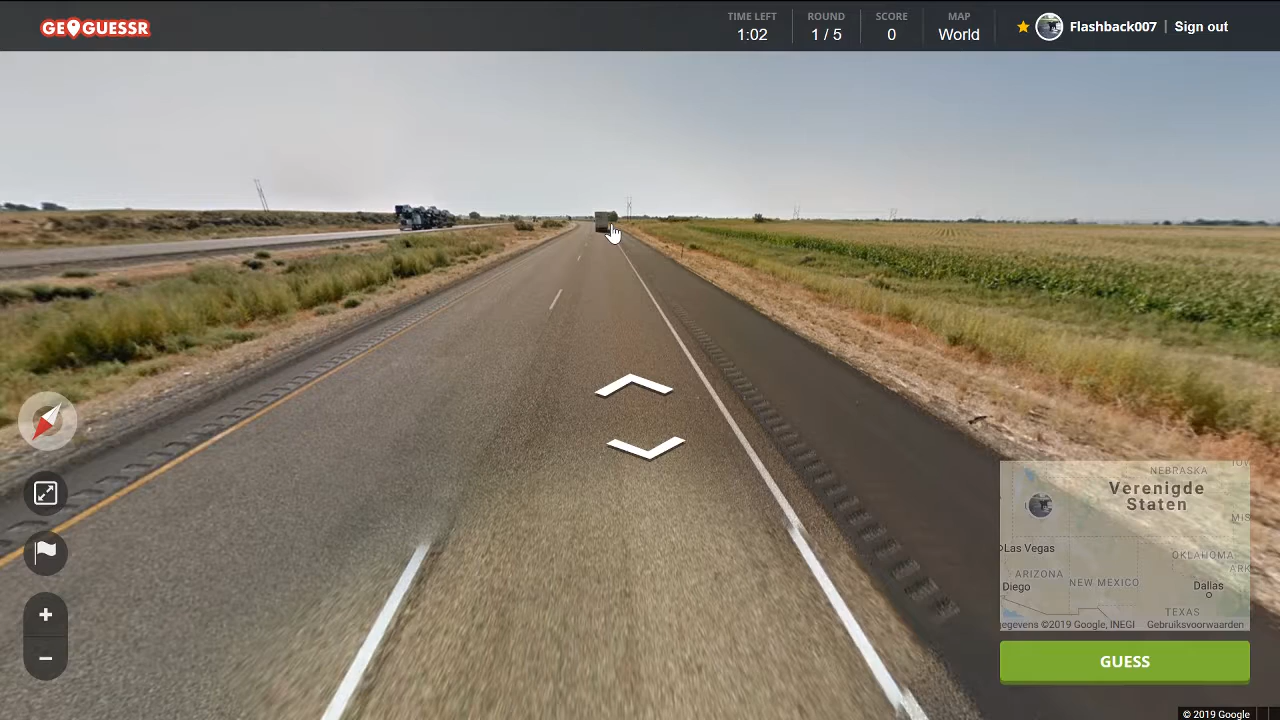 GEOGUESSR
TIME LEFT
1:02
ROUND
1 / 5
SCORE
0
MAP
World
Flashback007 | Sign out
NEBRASKA
Verenigde
Staten
Las Vegas
OKLAHOMA
ARIZONA
NEW MEXICO
Diego
Dallas
TEXAS
egevens ©2019 Google, INEGI Gebruiksvoorwaarden
GUESS
© 2019 Google